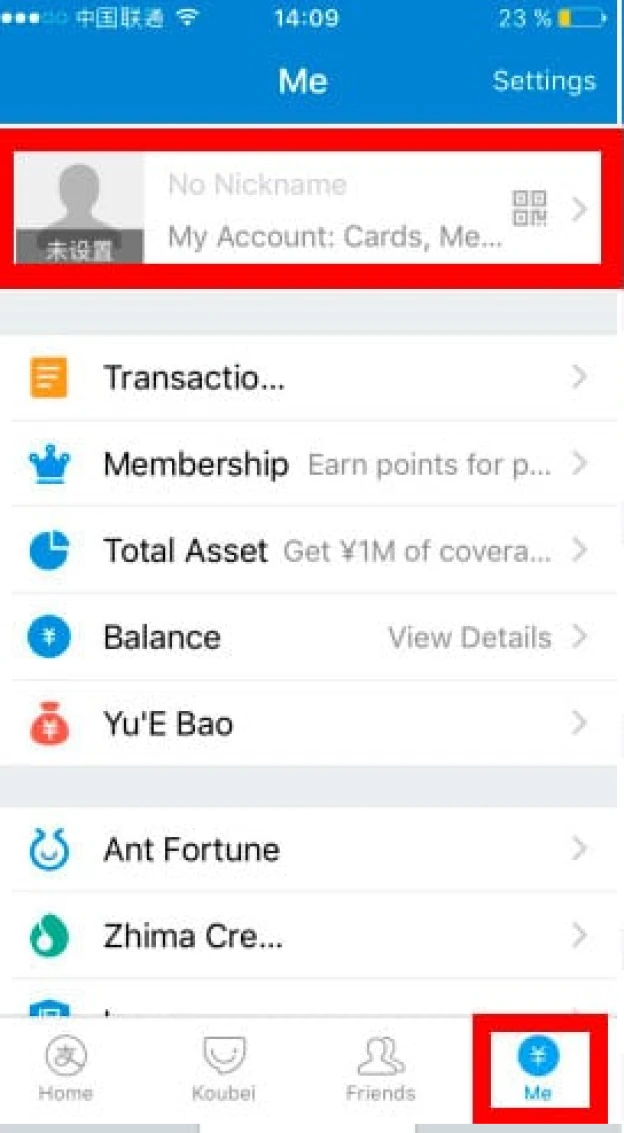 中国联通 14:09 23 %
Me Settings
No Nickname
My Account: Cards, Me...
未设置
Transactio...
Membership Earn points for p...
Total Asset Get ¥1M of covera...
Balance View Details
Yu'E Bao
Ant Fortune
Zhima Cre...
Home Koubei Friends Me